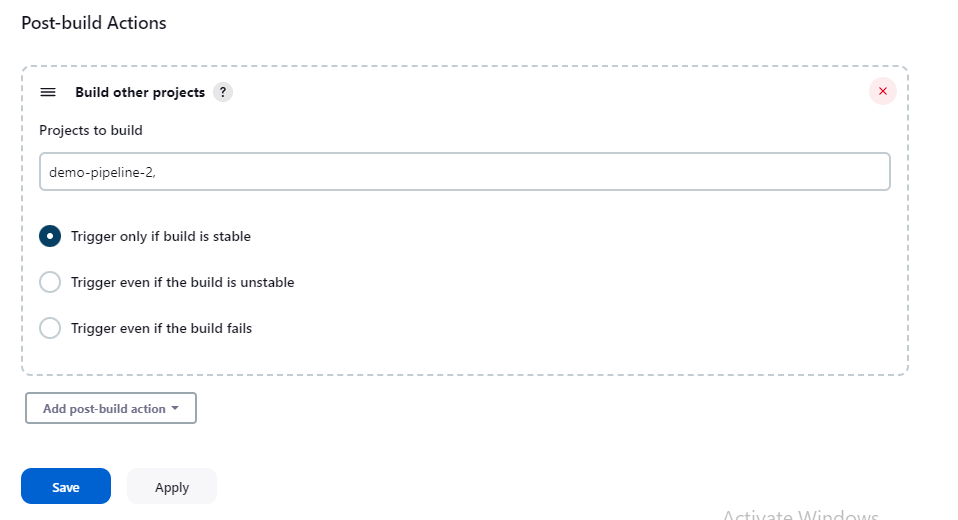 Post-build Actions
Build other projects ?
Projects to build
demo-pipeline-2,
Trigger only if build is stable
Trigger even if the build is unstable
Trigger even if the build fails
Add post-build action
Save Apply
Activate Windows